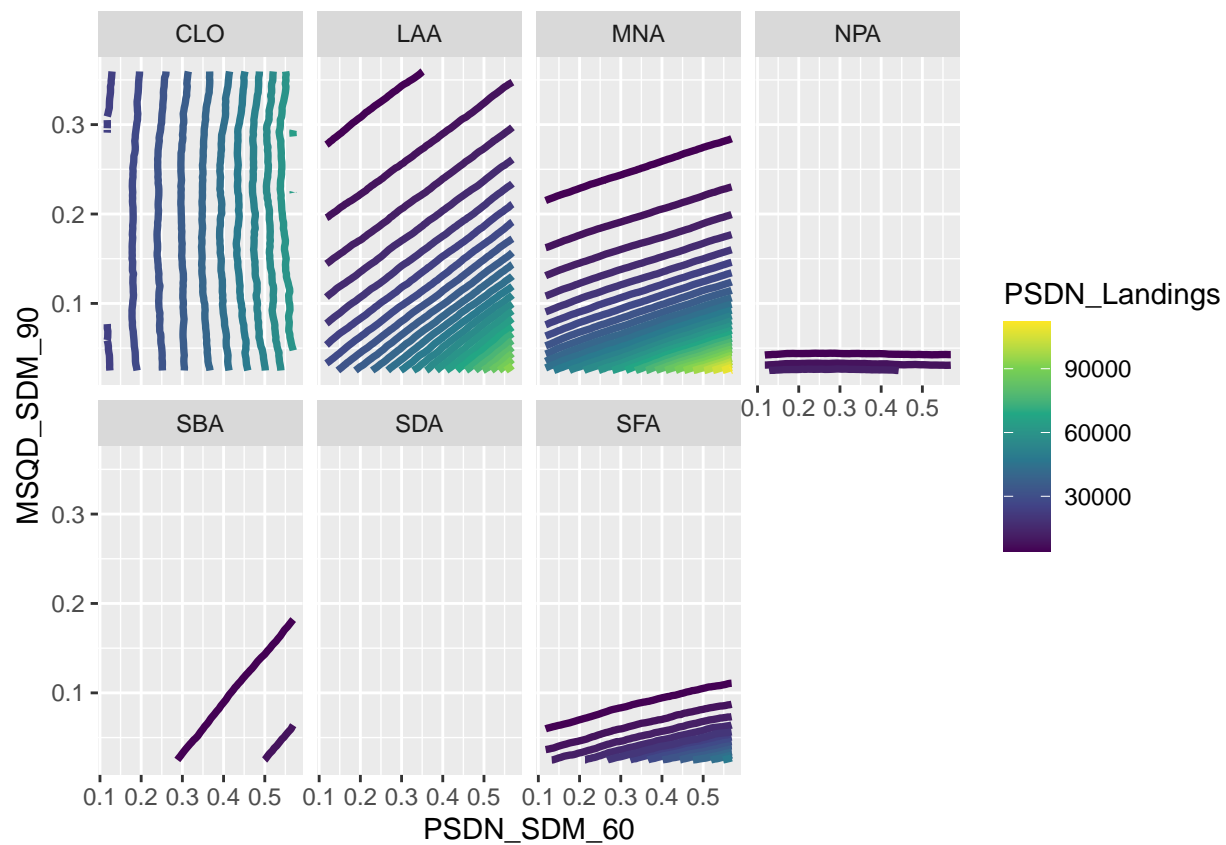 CLO LAA MNA NPA
0.3
0.2
0.1
0.1 0.2 0.3 0.4 0.5
SBA SDA SFA
0.3
0.2
0.1
0.1 0.2 0.3 0.4 0.5 0.1 0.2 0.3 0.4 0.5 0.1 0.2 0.3 0.4 0.5
PSDN_SDM_60
MSQD_SDM_90
PSDN_Landings
90000
60000
30000